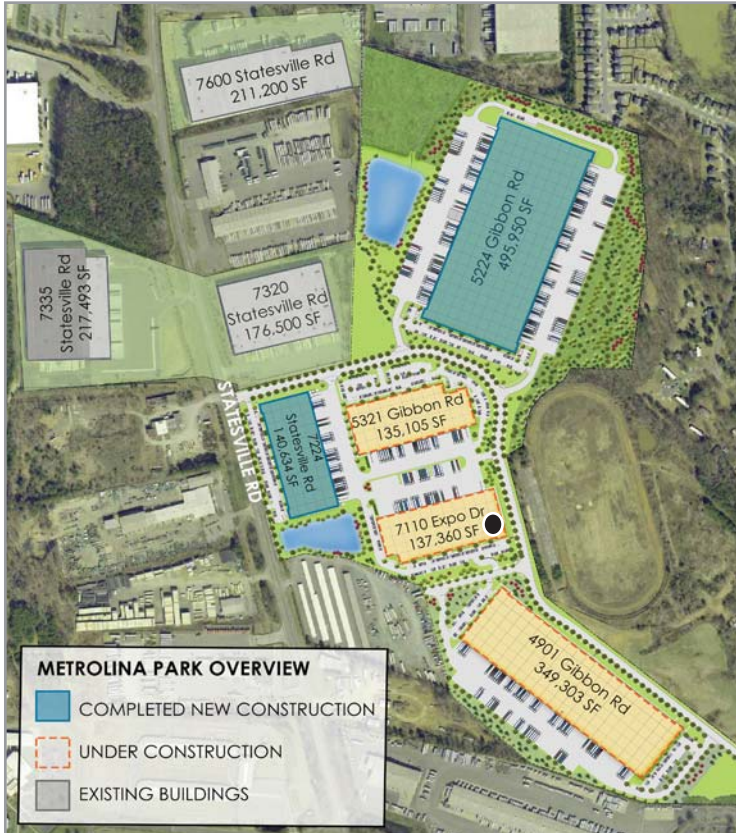 7600 Statesville Rd
211,200 SF
5224 Gibbon Rd
495,950 SF
7335
Statesville Rd
217,493 SF
7320
Statesville Rd
176,500 SF
STATESVILLE RD
7224
Statesville Rd
140,634 SF
5321 Gibbon Rd
135,105 SF
7110 Expo Dr
137,360 SF
4901 Gibbon Rd
349,303 SF
METROLINA PARK OVERVIEW
COMPLETED NEW CONSTRUCTION
UNDER CONSTRUCTION
EXISTING BUILDINGS